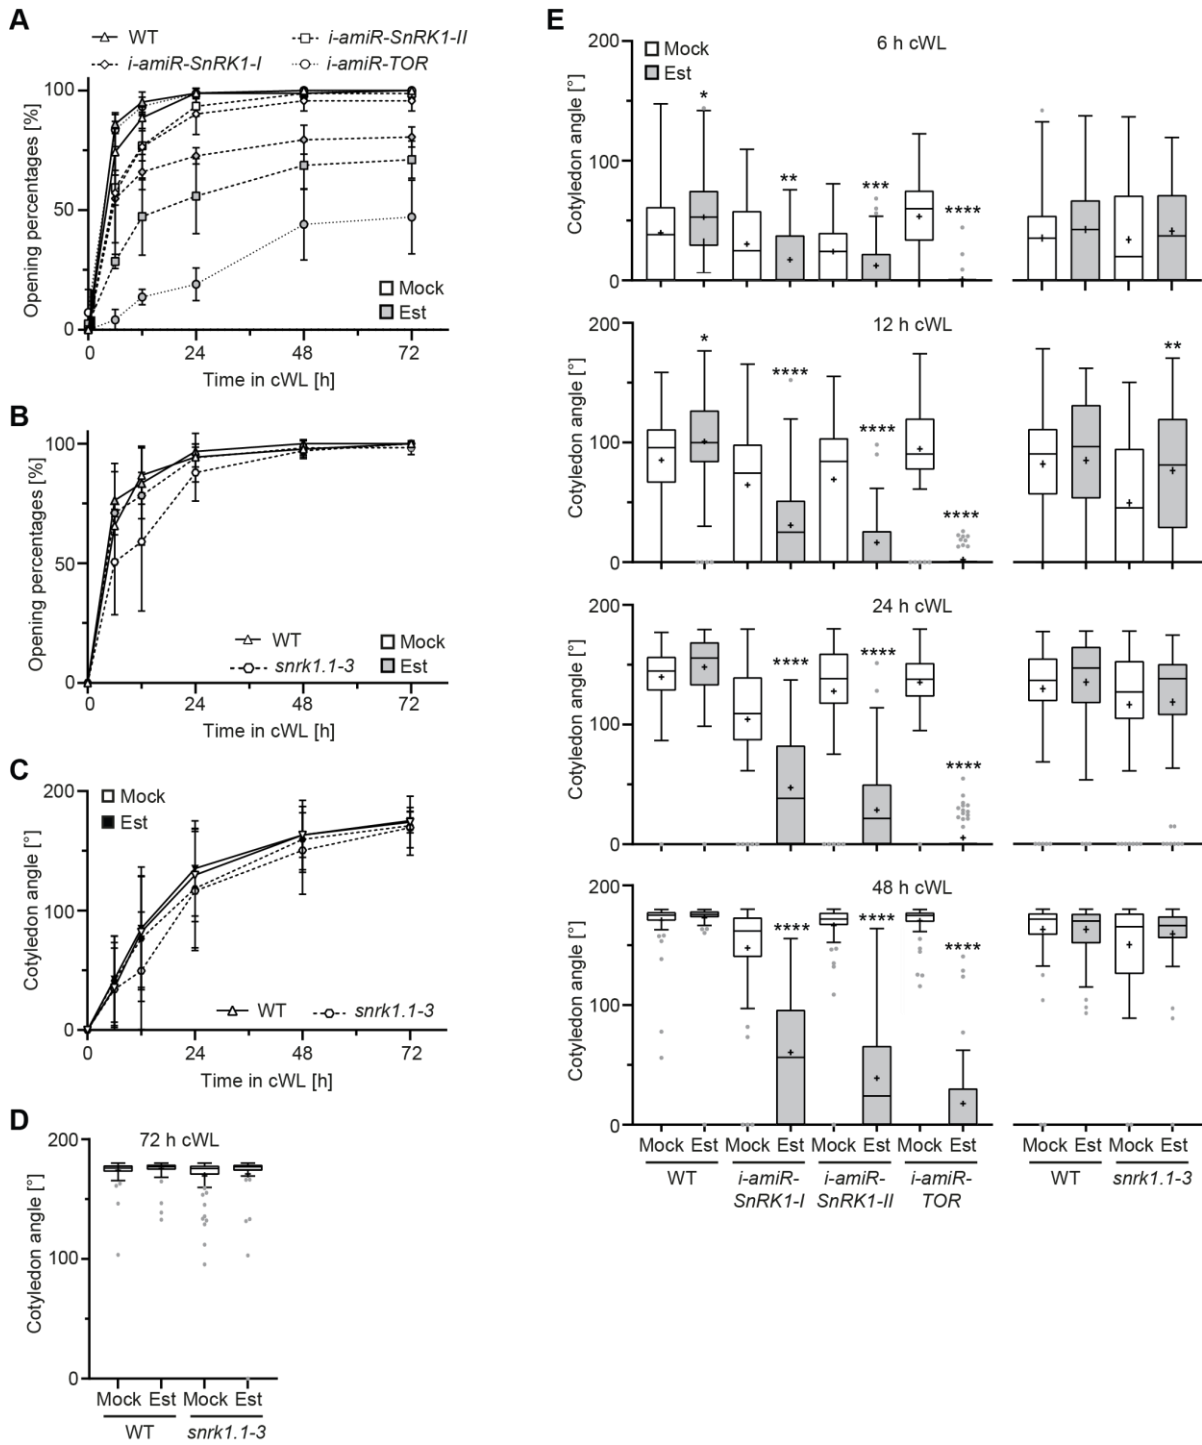 A
WT
i-amiR-SnRK1-II
i-amiR-SnRK1-I
i-amiR-TOR
Opening percentages [%]
100
50
0
Mock
Est
0 24 48 72
Time in cWL [h]
B
Opening percentages [%]
100
50
0
WT
snrk1.1-3
Mock
Est
0 24 48 72
Time in cWL [h]
C
Cotyledon angle [°]
200
100
0
Mock
Est
WT
snrk1.1-3
0 24 48 72
Time in cWL [h]
D
72 h cWL
Cotyledon angle [°]
200
100
0
Mock Est Mock Est
WT snrk1.1-3
E
6 h cWL
Mock
Est
Cotyledon angle [°]
200
100
0
* ** *** ****
12 h cWL
Cotyledon angle [°]
200
100
0
* **** **** **** **
24 h cWL
Cotyledon angle [°]
200
100
0
**** **** ****
48 h cWL
Cotyledon angle [°]
200
100
0
**** **** ****
Mock Est Mock Est Mock Est Mock Est Mock Est Mock Est
WT i-amiR- i-amiR- i-amiR- WT snrk1.1-3
SnRK1-I SnRK1-II TOR